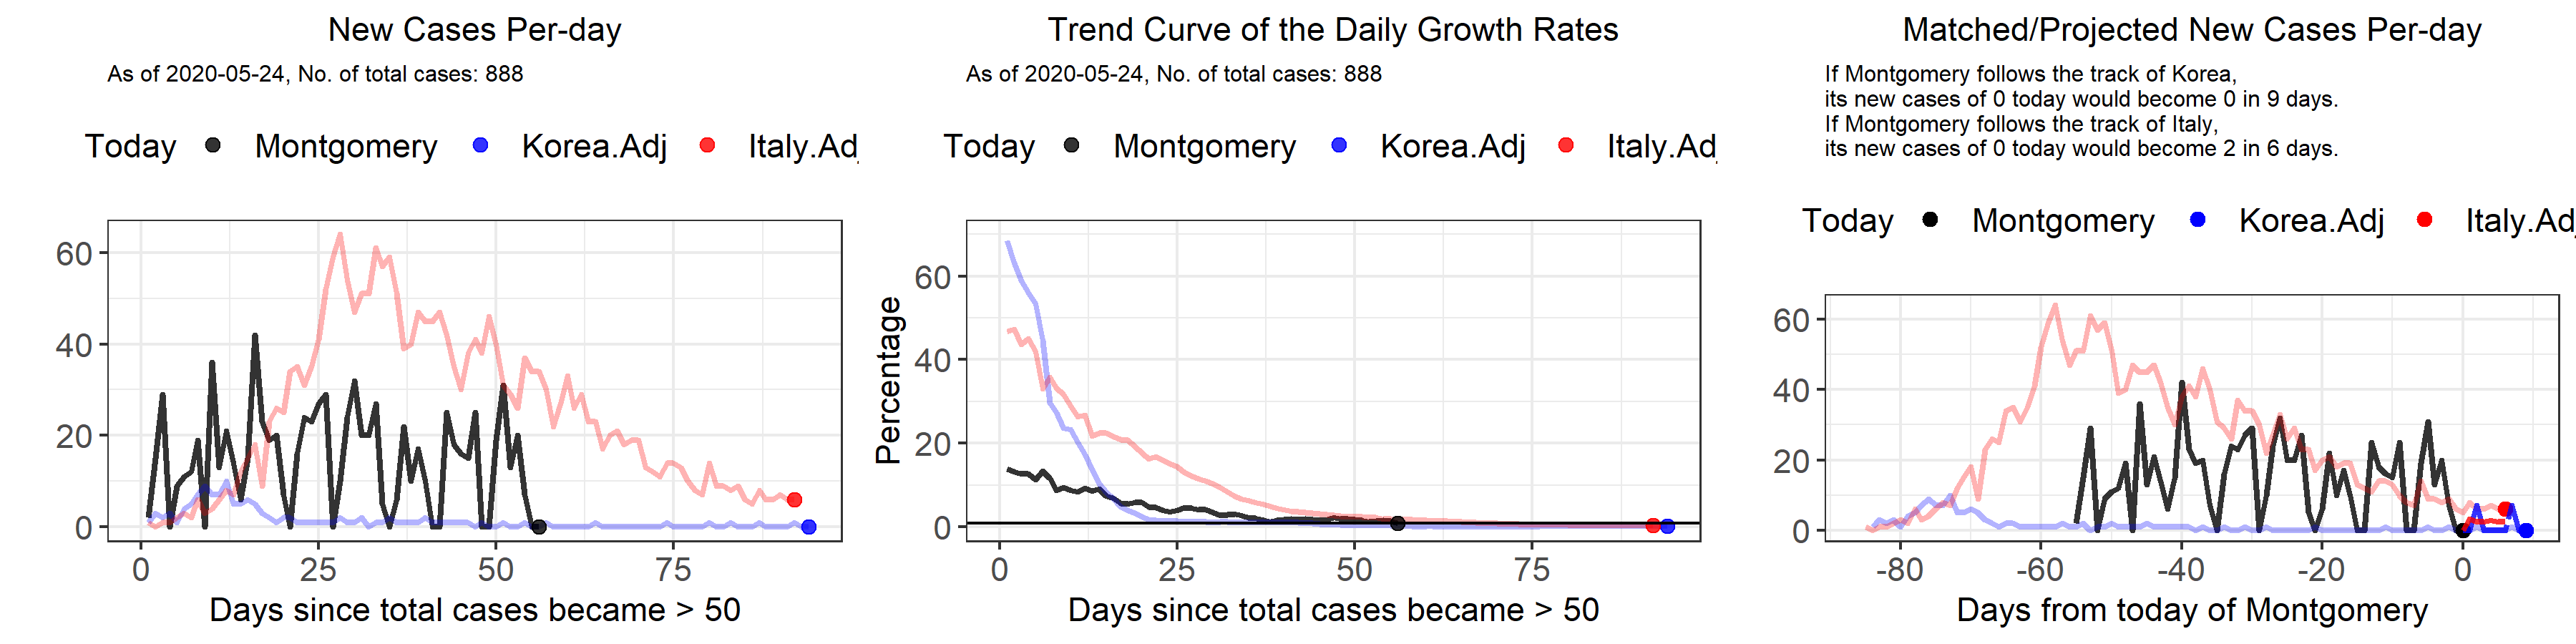 New Cases Per-day
As of 2020-05-24, No. of total cases: 888
Today Montgomery Korea.Adj Italy.Ad
60
40
20
0
0 25 50 75
Days since total cases became > 50
Trend Curve of the Daily Growth Rates
As of 2020-05-24, No. of total cases: 888
Today Montgomery Korea.Adj Italy.Ad
Percentage
60
40
20
0
0 25 50 75
Days since total cases became > 50
Matched/Projected New Cases Per-day
If Montgomery follows the track of Korea,
its new cases of 0 today would become 0 in 9 days.
If Montgomery follows the track of Italy,
its new cases of 0 today would become 2 in 6 days.
Today Montgomery Korea.Adj Italy.Ad
60
40
20
0
-80 -60 -40 -20 0
Days from today of Montgomery